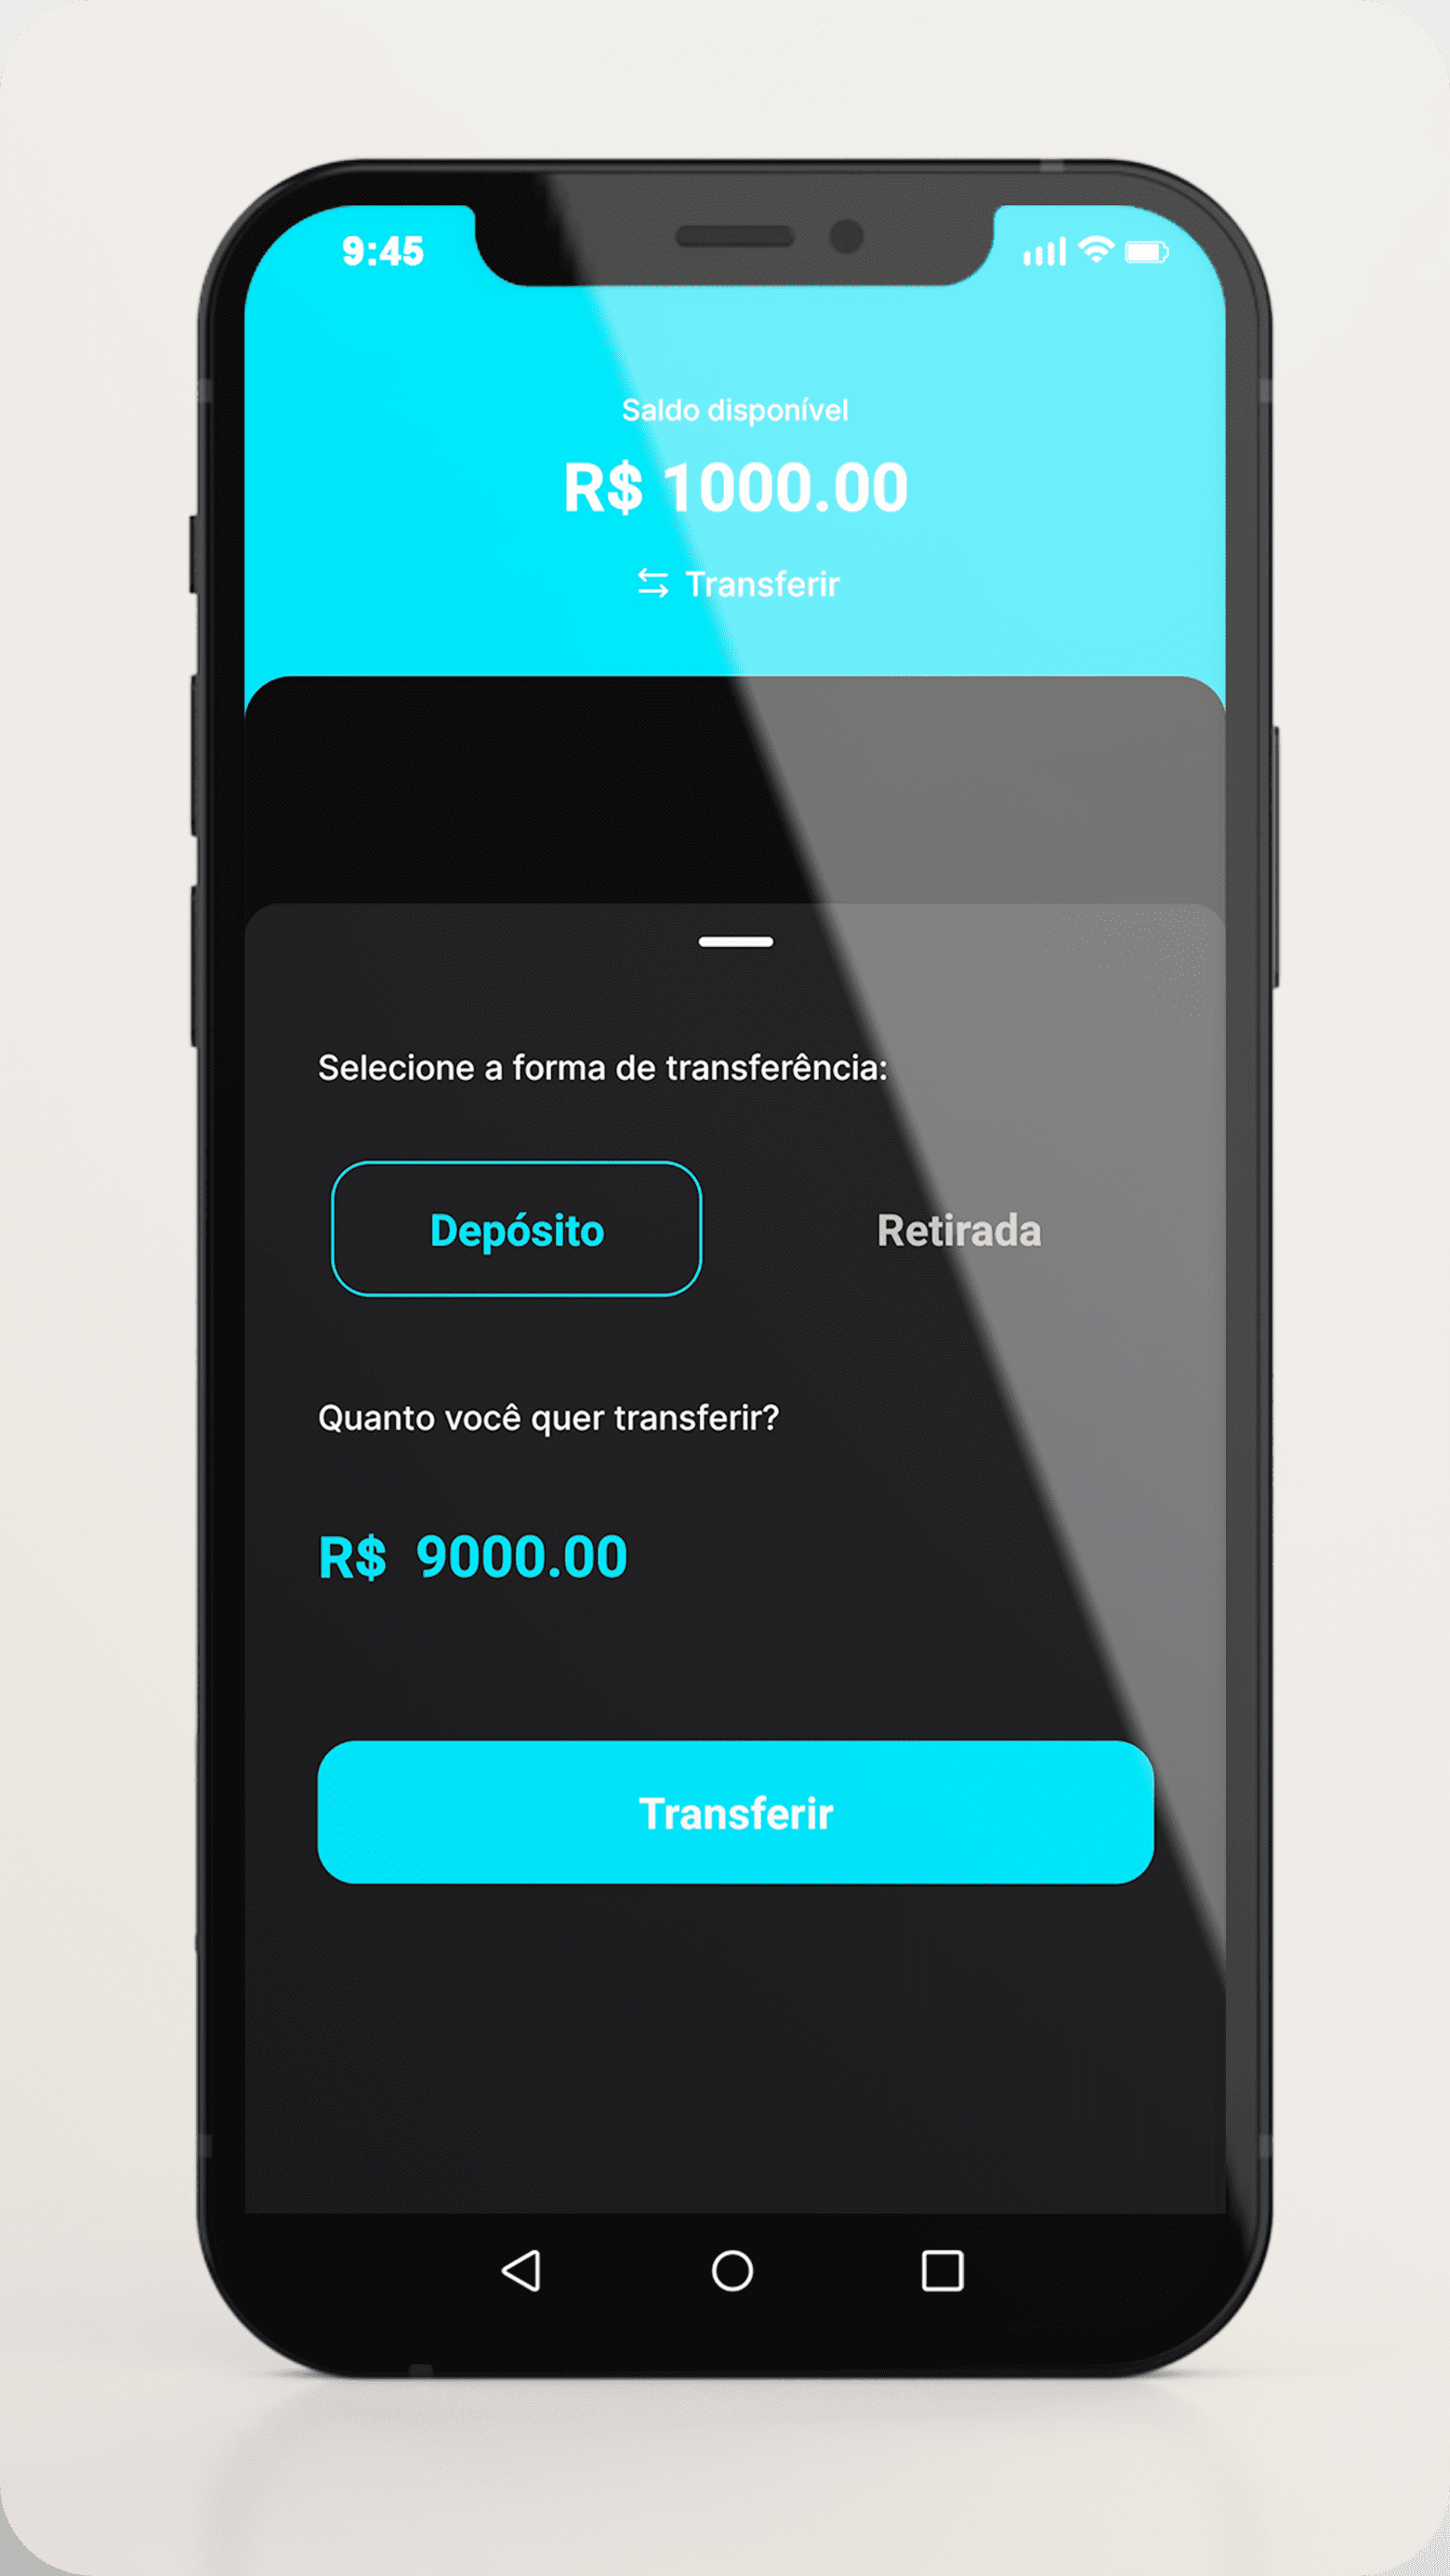 9:45
Saldo disponível
R$ 1000.00
Transferir
Selecione a forma de transferência:
Depósito Retirada
Quanto você quer transferir?
R$ 9000.00
Transferir